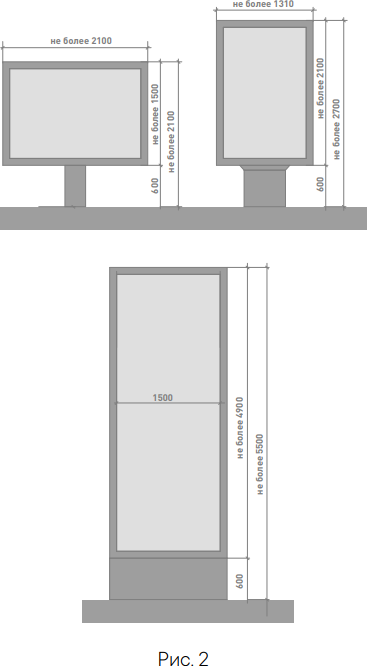 не более 2100
не более 1500
не более 2100
600
не более 1310
не более 2100
не более 2700
600
1500
не более 4900
не более 5500
600
Рис. 2